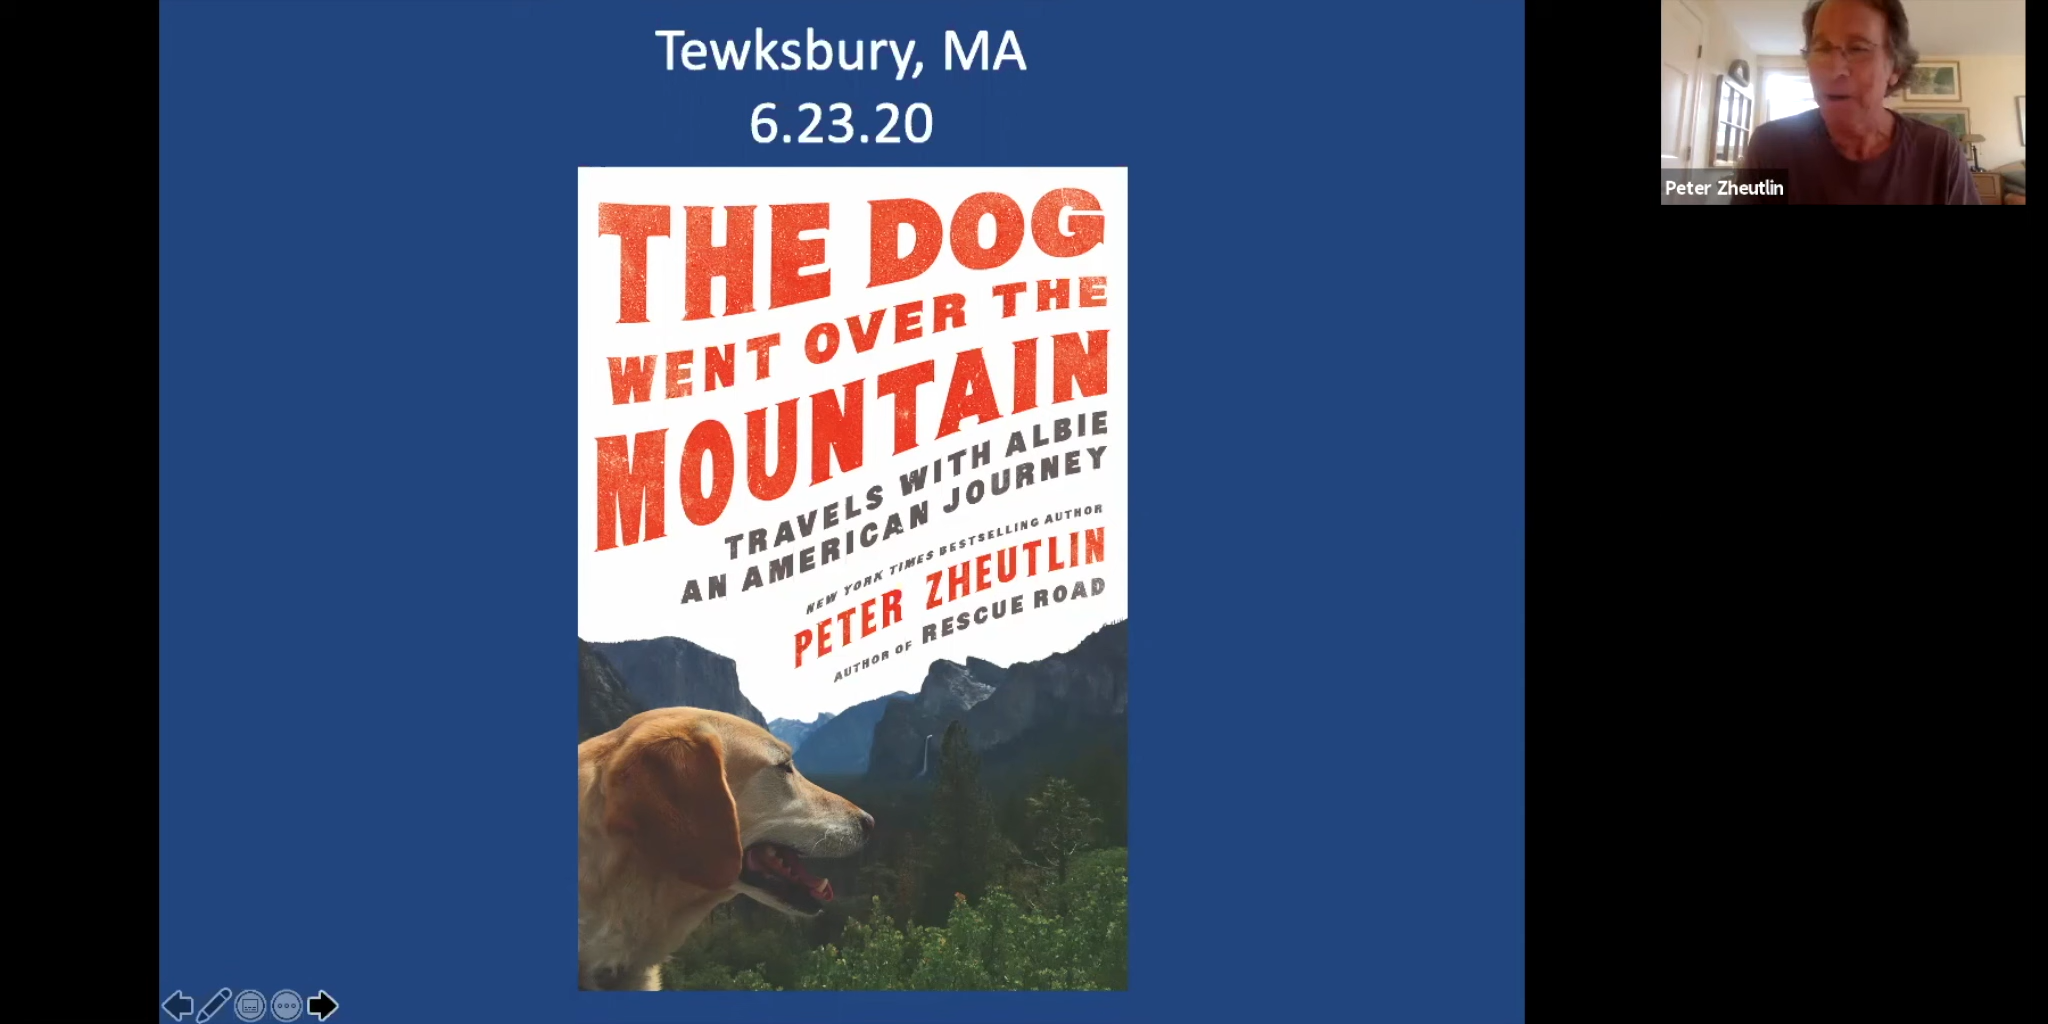 Tewksbury, MA
6.23.20
THE DOG
WENT OVER THE
MOUNTAIN
TRAVELS WITH ALBIE
AN AMERICAN JOURNEY
NEW YORK TIMES BESTSELLING AUTHOR
PETER ZHEUTLIN
AUTHOR OF RESCUE ROAD
Peter Zheutlin